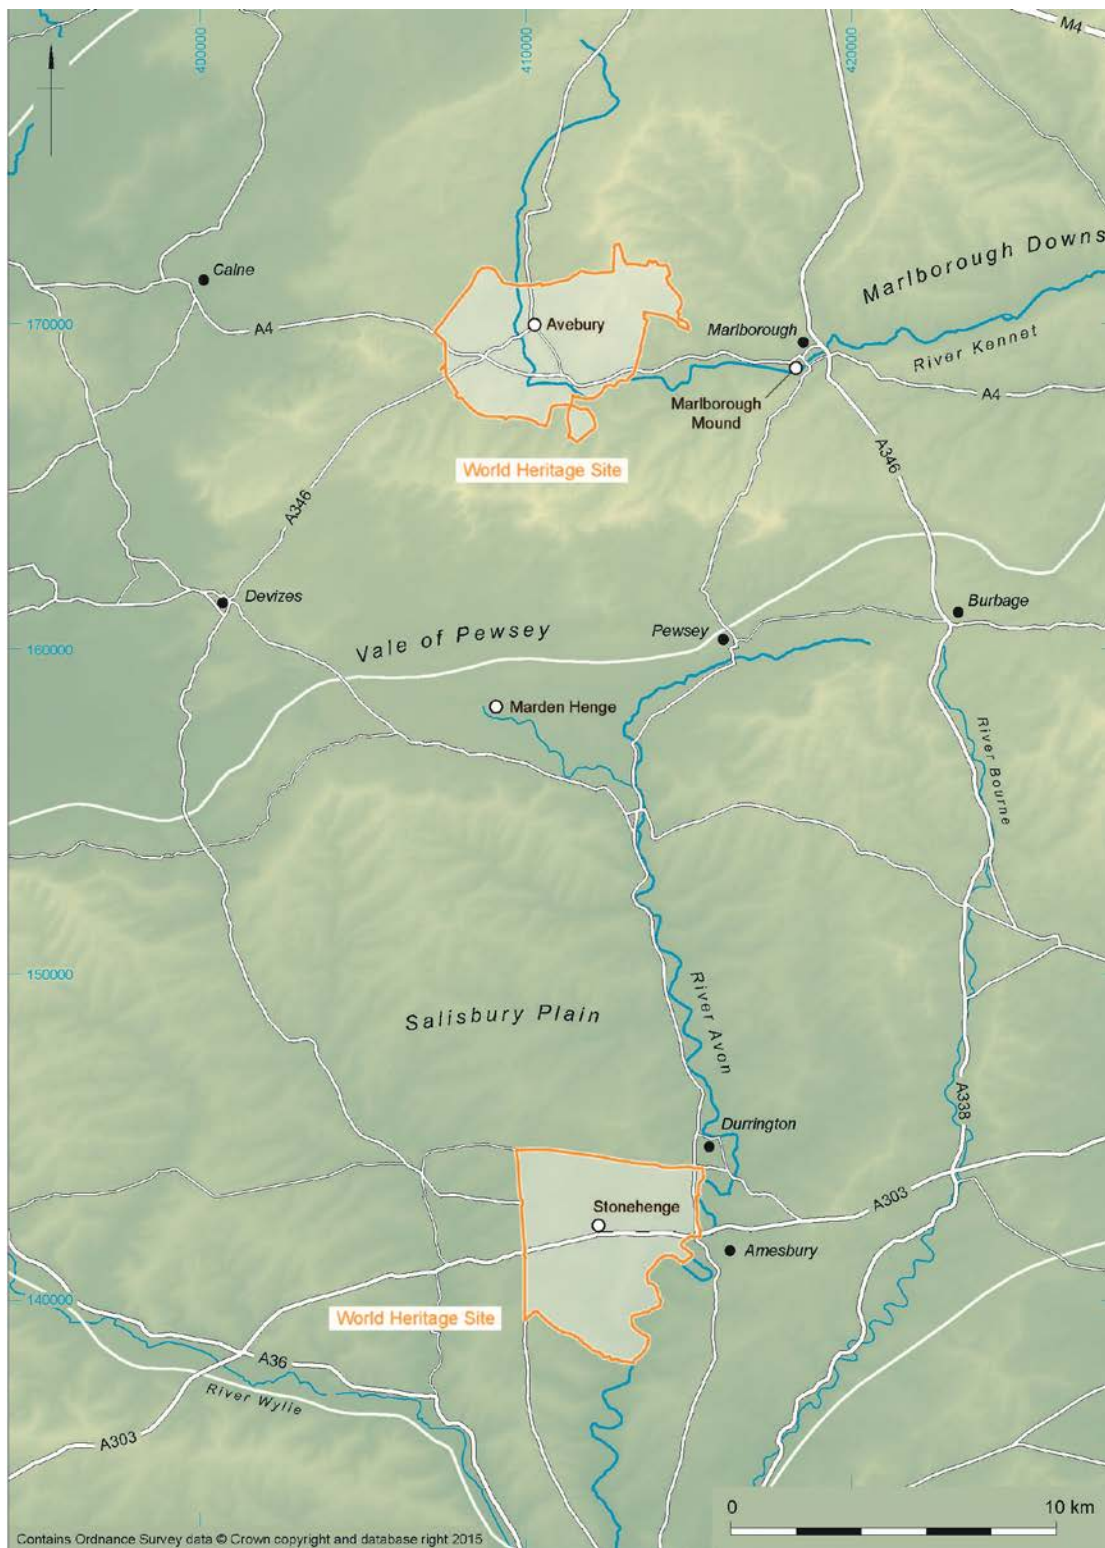 400000
410000
420000
M4
Calne
Marlborough Downs
170000
A4
Avebury
Marlborough
River Kennet
A4
Marlborough
Mound
World Heritage Site
A346
A346
Devizes
Burbage
Vale of Pewsey
Pewsey
160000
Marden Henge
River Bourne
150000
Salisbury Plain
River Avon
A338
Durrington
Stonehenge
A303
Amesbury
140000
World Heritage Site
A36
River Wylie
A303
0
10 km
Contains Ordnance Survey data © Crown copyright and database right 2015